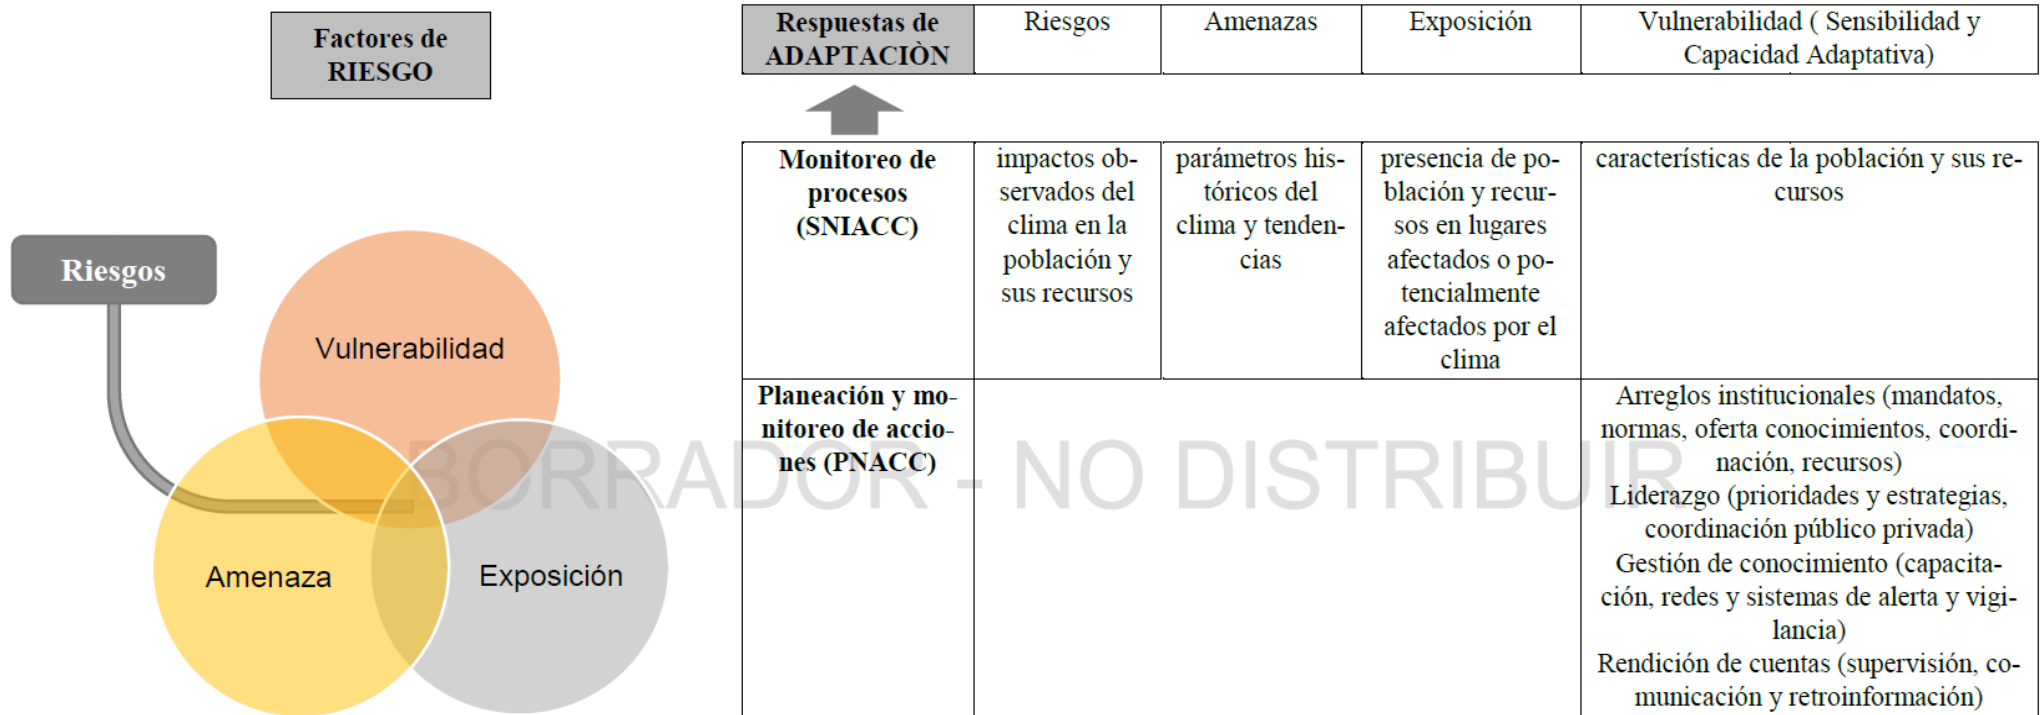 Factores de
RIESGO
Riesgos
Vulnerabilidad
Amenaza
Exposición
Respuestas de
ADAPTACIÒN
Riesgos
Amenazas
Exposición
Vulnerabilidad ( Sensibilidad y
Capacidad Adaptativa)
Monitoreo de
procesos
(SNIACC)
impactos ob-
servados del
clima en la
población y
sus recursos
parámetros his-
tóricos del
clima y tenden-
cias
presencia de po-
blación y recur-
sos en lugares
afectados o po-
tencialmente
afectados por el
clima
características de la población y sus re-
cursos
Planeación y mo-
nitoreo de accio-
nes (PNACC)
Arreglos institucionales (mandatos,
normas, oferta conocimientos, coordi-
nación, recursos)
Liderazgo (prioridades y estrategias,
coordinación público privada)
Gestión de conocimiento (capacita-
ción, redes y sistemas de alerta y vigi-
lancia)
Rendición de cuentas (supervisión, co-
municación y retroinformación)
BORRADOR - NO DISTRIBUIR